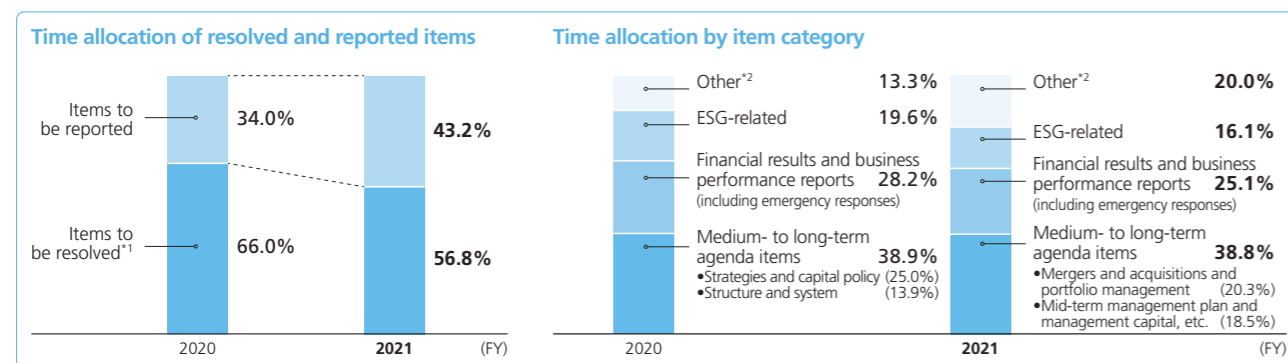 Time allocation of resolved and reported items
Items to
be reported
34.0%
43.2%
Items to
be resolved*1
66.0%
56.8%
2020
2021
(FY)
Time allocation by item category
Other*2
13.3%
ESG-related
19.6%
Financial results and business
performance reports 28.2%
(including emergency responses)
Medium- to long-term
agenda items 38.9%
•Strategies and capital policy (25.0%)
•Structure and system (13.9%)
2020
Other*2
20.0%
ESG-related
16.1%
Financial results and business
performance reports 25.1%
(including emergency responses)
Medium- to long-term
agenda items 38.8%
•Mergers and acquisitions and
portfolio management (20.3%)
•Mid-term management plan and
management capital, etc. (18.5%)
2021
(FY)